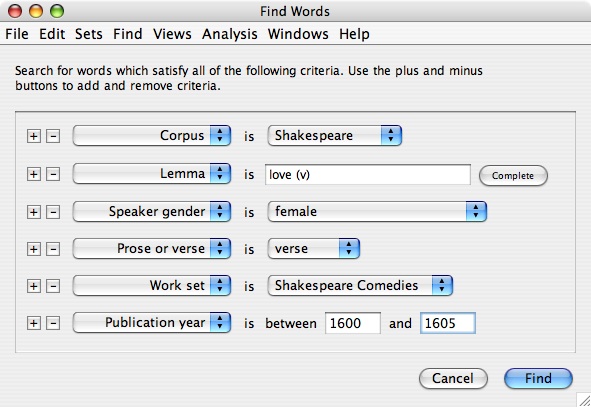 Find Words
File Edit Sets Find Views Analysis Windows Help
Search for words which satisfy all of the following criteria. Use the plus and minus
buttons to add and remove criteria.
+ - Corpus is Shakespeare
+ - Lemma is love (v) Complete
+ - Speaker gender is female
+ - Prose or verse is verse
+ - Work set is Shakespeare Comedies
+ - Publication year is between 1600 and 1605
Cancel Find